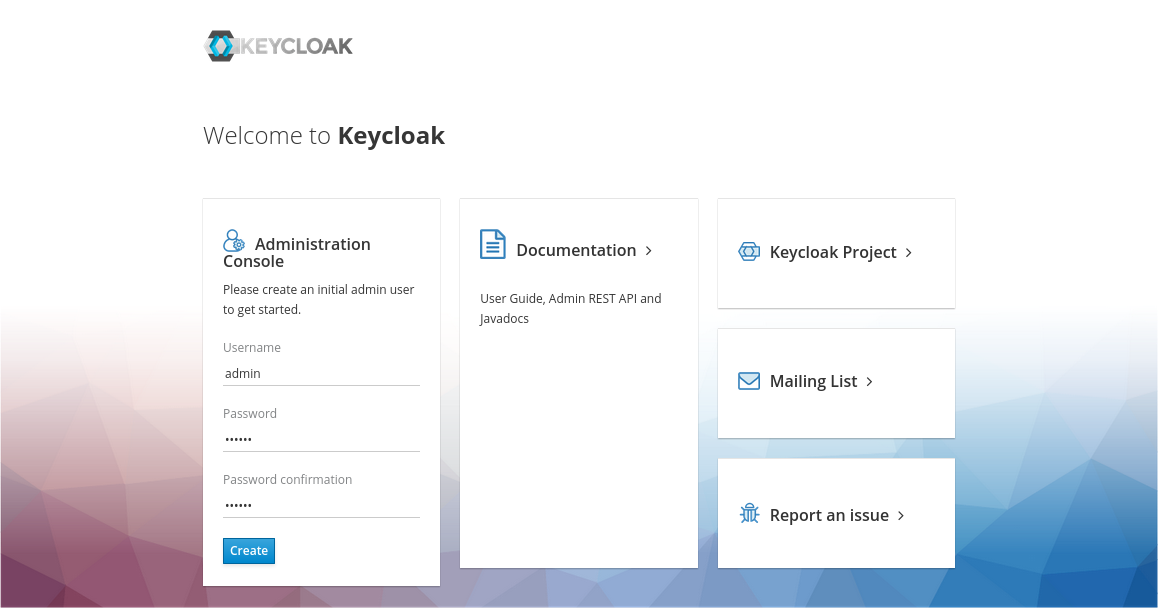 KEYCLOAK
Welcome to Keycloak
Administration
Console
Please create an initial admin user
to get started.
Username
admin
Password
••••••
Password confirmation
••••••
Create
Documentation
User Guide, Admin REST API and
Javadocs
Keycloak Project
Mailing List
Report an issue